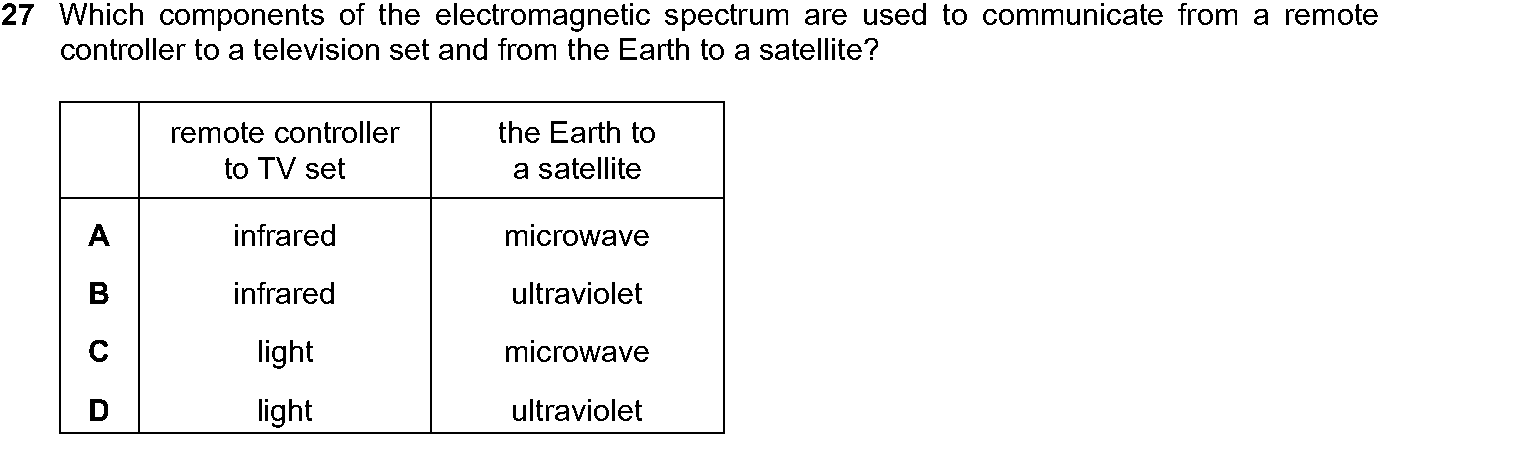 27 Which components of the electromagnetic spectrum are used to communicate from a remote
controller to a television set and from the Earth to a satellite?
remote controller to TV set the Earth to a satellite
A infrared microwave
B infrared ultraviolet
C light microwave
D light ultraviolet